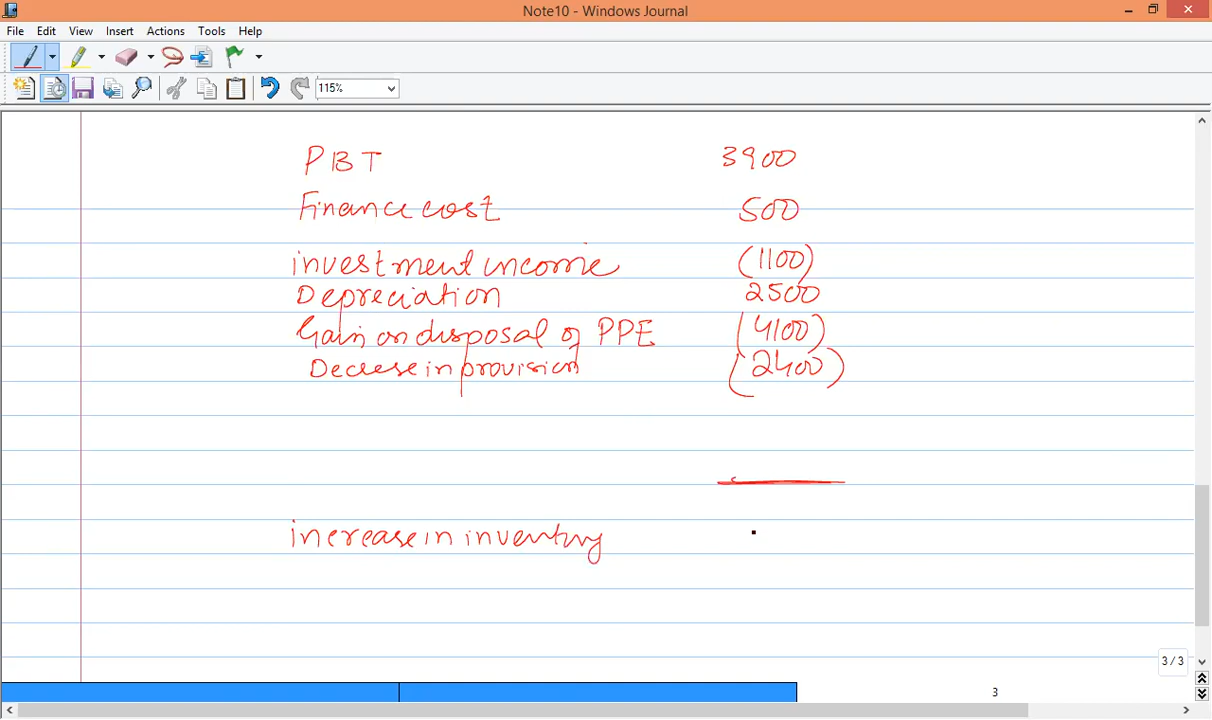 Note10 - Windows Journal
File Edit View Insert Actions Tools Help
115%
PBT 3900
Finance cost 500
investment income (1100)
Depreciation 2500
Gain on disposal of PPE (4100)
Decrese in provision (2400)
increase in inventory
3 / 3
3